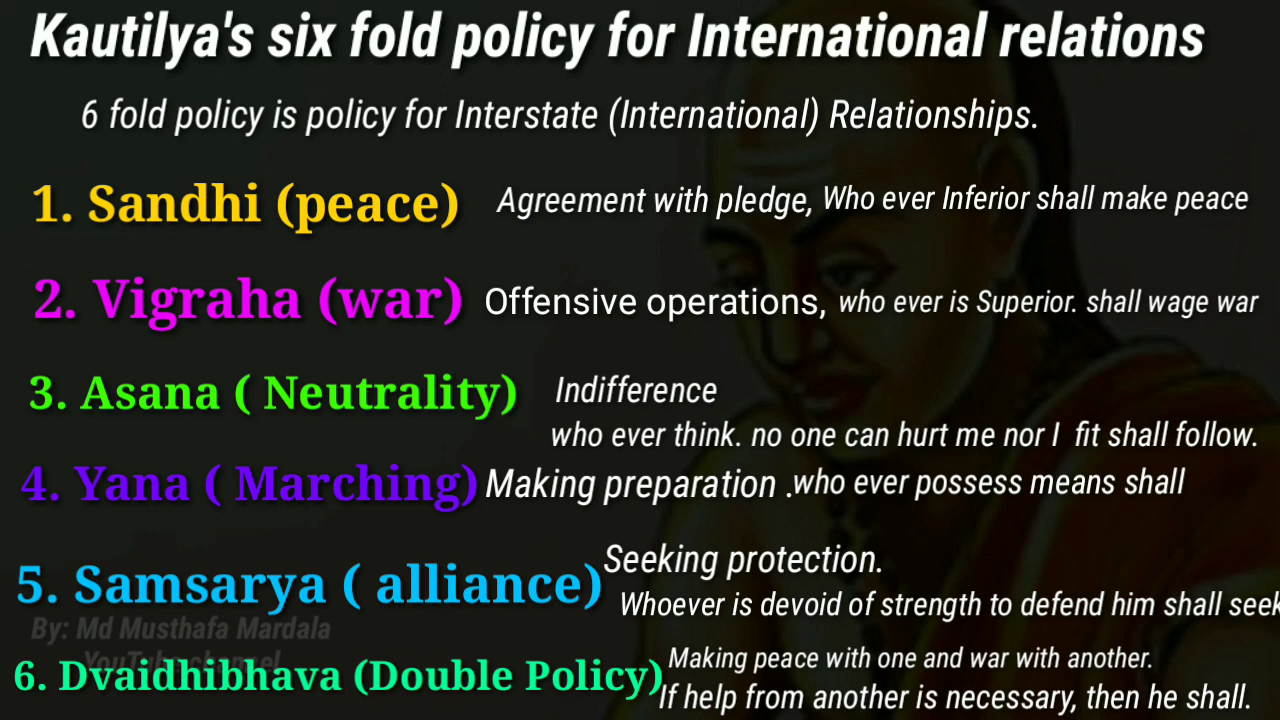 Kautilya's six fold policy for International relations
6 fold policy is policy for Interstate (International) Relationships.
1. Sandhi (peace) Agreement with pledge, Who ever Inferior shall make peace
2. Vigraha (war) Offensive operations, who ever is Superior. shall wage war
3. Asana ( Neutrality) Indifference
who ever think. no one can hurt me nor I fit shall follow.
4. Yana ( Marching) Making preparation .who ever possess means shall
5. Samsarya ( alliance) Seeking protection.
Whoever is devoid of strength to defend him shall seek
By: Md Musthafa Mardala
YouTube channel
6. Dvaidhibhava (Double Policy) Making peace with one and war with another.
If help from another is necessary, then he shall.